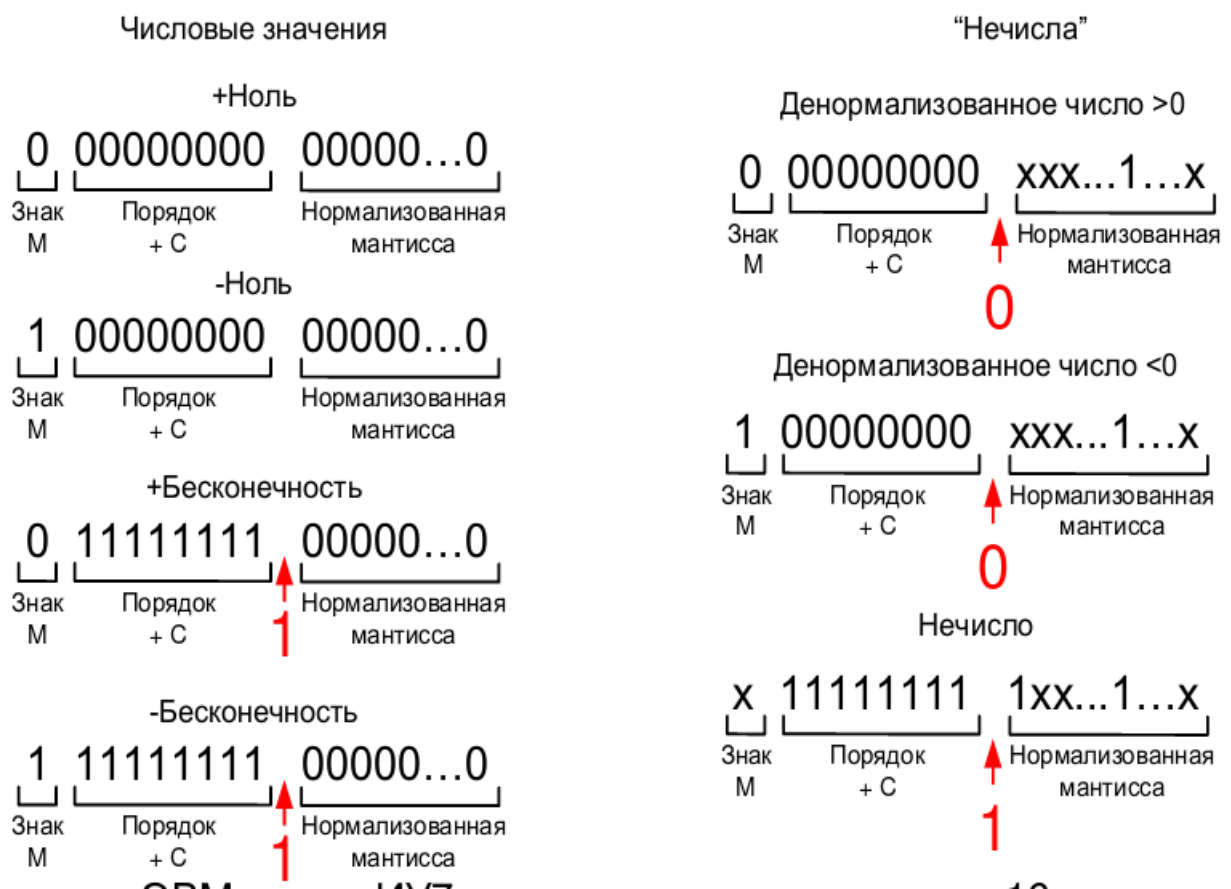 Числовые значения
+Ноль
0 00000000 00000...0
Знак Порядок Нормализованная
М + С мантисса
-Ноль
1 00000000 00000...0
Знак Порядок Нормализованная
М + С мантисса
+Бесконечность
0 11111111 00000...0
Знак Порядок Нормализованная
М + С мантисса
1
-Бесконечность
1 11111111 00000...0
Знак Порядок Нормализованная
М + С мантисса
1
“Нечисла”
Денормализованное число >0
0 00000000 xxx...1...x
Знак Порядок Нормализованная
М + С мантисса
0
Денормализованное число <0
1 00000000 xxx...1...x
Знак Порядок Нормализованная
М + С мантисса
0
Нечисло
x 11111111 1xx...1...x
Знак Порядок Нормализованная
М + С мантисса
1